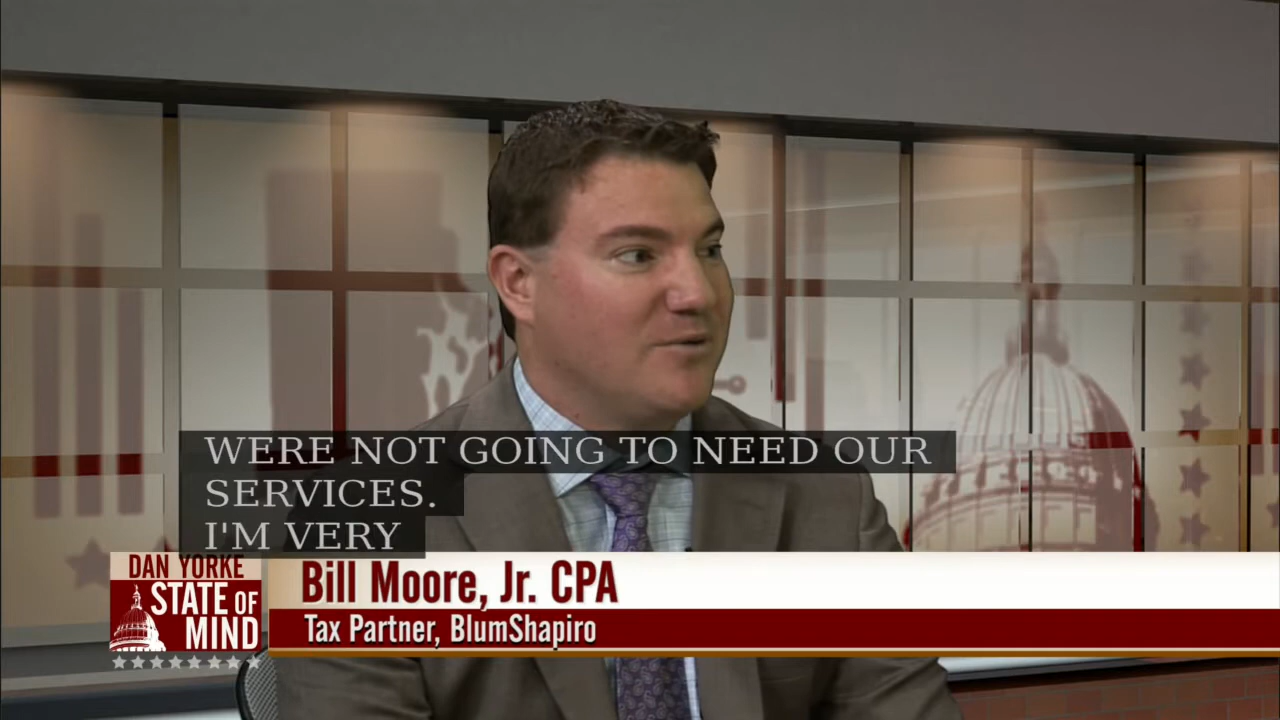 WERE NOT GOING TO NEED OUR
SERVICES.
I'M VERY
DAN YORKE
STATE OF
MIND
Bill Moore, Jr. CPA
Tax Partner, BlumShapiro